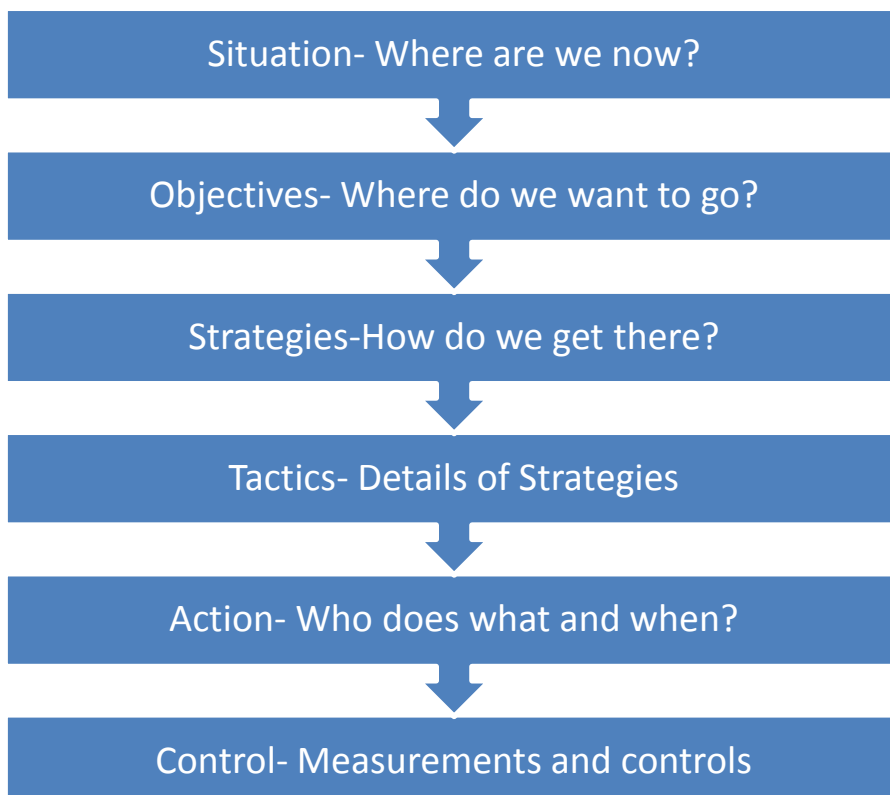 Situation- Where are we now?
Objectives- Where do we want to go?
Strategies-How do we get there?
Tactics- Details of Strategies
Action- Who does what and when?
Control- Measurements and controls